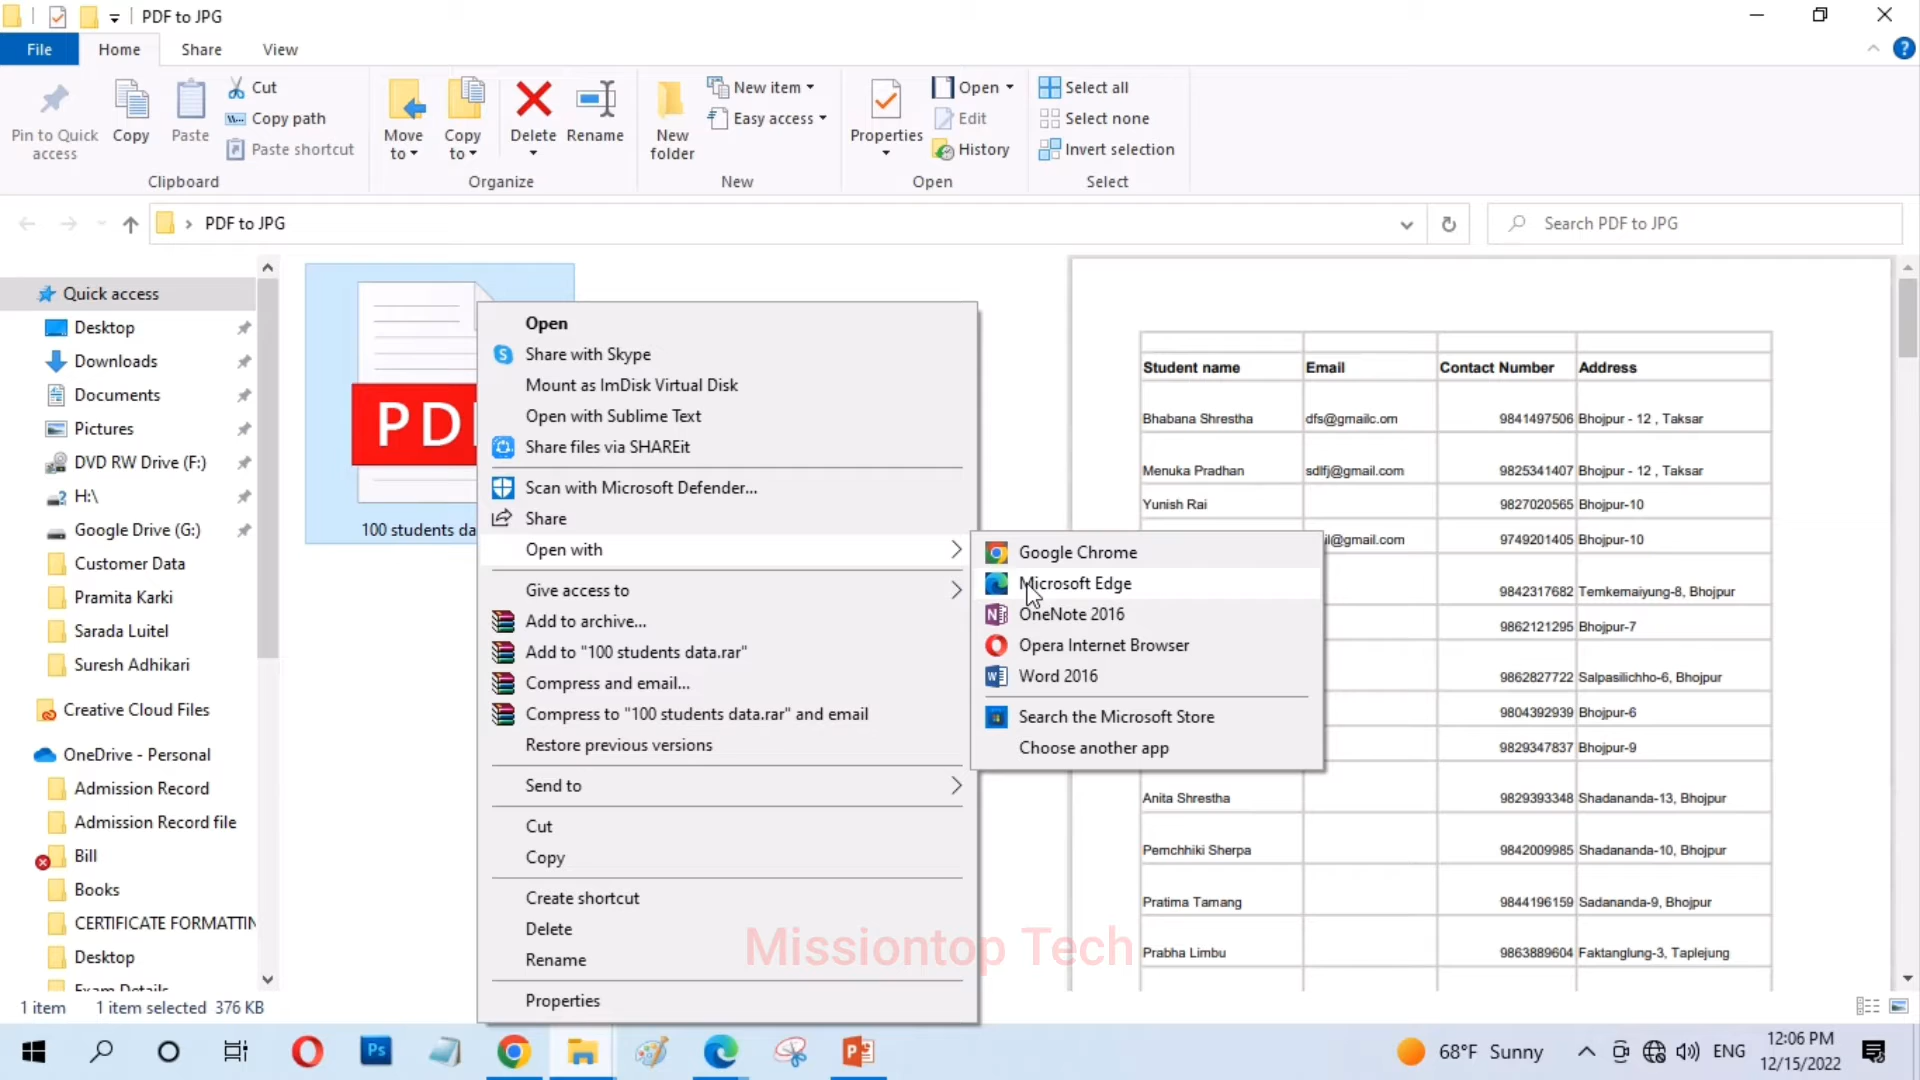 PDF to JPG
File
Home
Share
View
Pin to Quick
access
Copy
Paste
Cut
Copy path
Paste shortcut
Clipboard
Move
to
Copy
to
Delete
Rename
Organize
New
folder
New item
Easy access
New
Properties
Open
Edit
History
Open
Select all
Select none
Invert selection
Select
PDF to JPG
Search PDF to JPG
Quick access
Desktop
Downloads
Documents
Pictures
DVD RW Drive (F:)
H:\
Google Drive (G:)
Customer Data
Pramita Karki
Sarada Luitel
Suresh Adhikari
Creative Cloud Files
OneDrive - Personal
Admission Record
Admission Record file
Bill
Books
CERTIFICATE FORMATTIN
Desktop
Exam Details
PD
100 students da
Open
Share with Skype
Mount as ImDisk Virtual Disk
Open with Sublime Text
Share files via SHAREit
Scan with Microsoft Defender...
Share
Open with
Give access to
Add to archive...
Add to "100 students data.rar"
Compress and email...
Compress to "100 students data.rar" and email
Restore previous versions
Send to
Cut
Copy
Create shortcut
Delete
Rename
Properties
Google Chrome
Microsoft Edge
OneNote 2016
Opera Internet Browser
Word 2016
Search the Microsoft Store
Choose another app
Student name Email Contact Number Address
Bhabana Shrestha dfs@gmailc.om 9841497506 Bhojpur - 12 , Taksar
Menuka Pradhan sdlfj@gmail.com 9825341407 Bhojpur - 12 , Taksar
Yunish Rai 9827020565 Bhojpur-10
il@gmail.com 9749201405 Bhojpur-10
9842317682 Temkemaiyung-8, Bhojpur
9862121295 Bhojpur-7
9862827722 Salpasilichho-6, Bhojpur
9804392939 Bhojpur-6
9829347837 Bhojpur-9
Anita Shrestha 9829393348 Shadananda-13, Bhojpur
Pemchhiki Sherpa 9842009985 Shadananda-10, Bhojpur
Pratima Tamang 9844196159 Sadananda-9, Bhojpur
Prabha Limbu 9863889604 Faktanglung-3, Taplejung
Missiontop Tech
1 item 1 item selected 376 KB
Ps
68°F Sunny
ENG
12:06 PM
12/15/2022